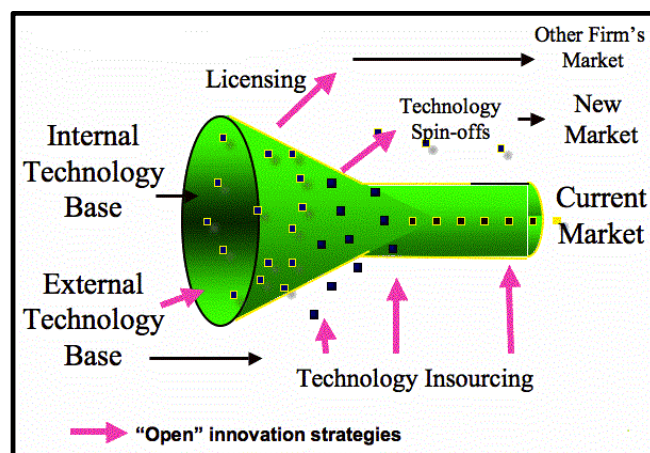 Other Firm's
Market
Licensing
Technology
Spin-offs
New
Market
Internal
Technology
Base
Current
Market
External
Technology
Base
Technology Insourcing
“Open” innovation strategies